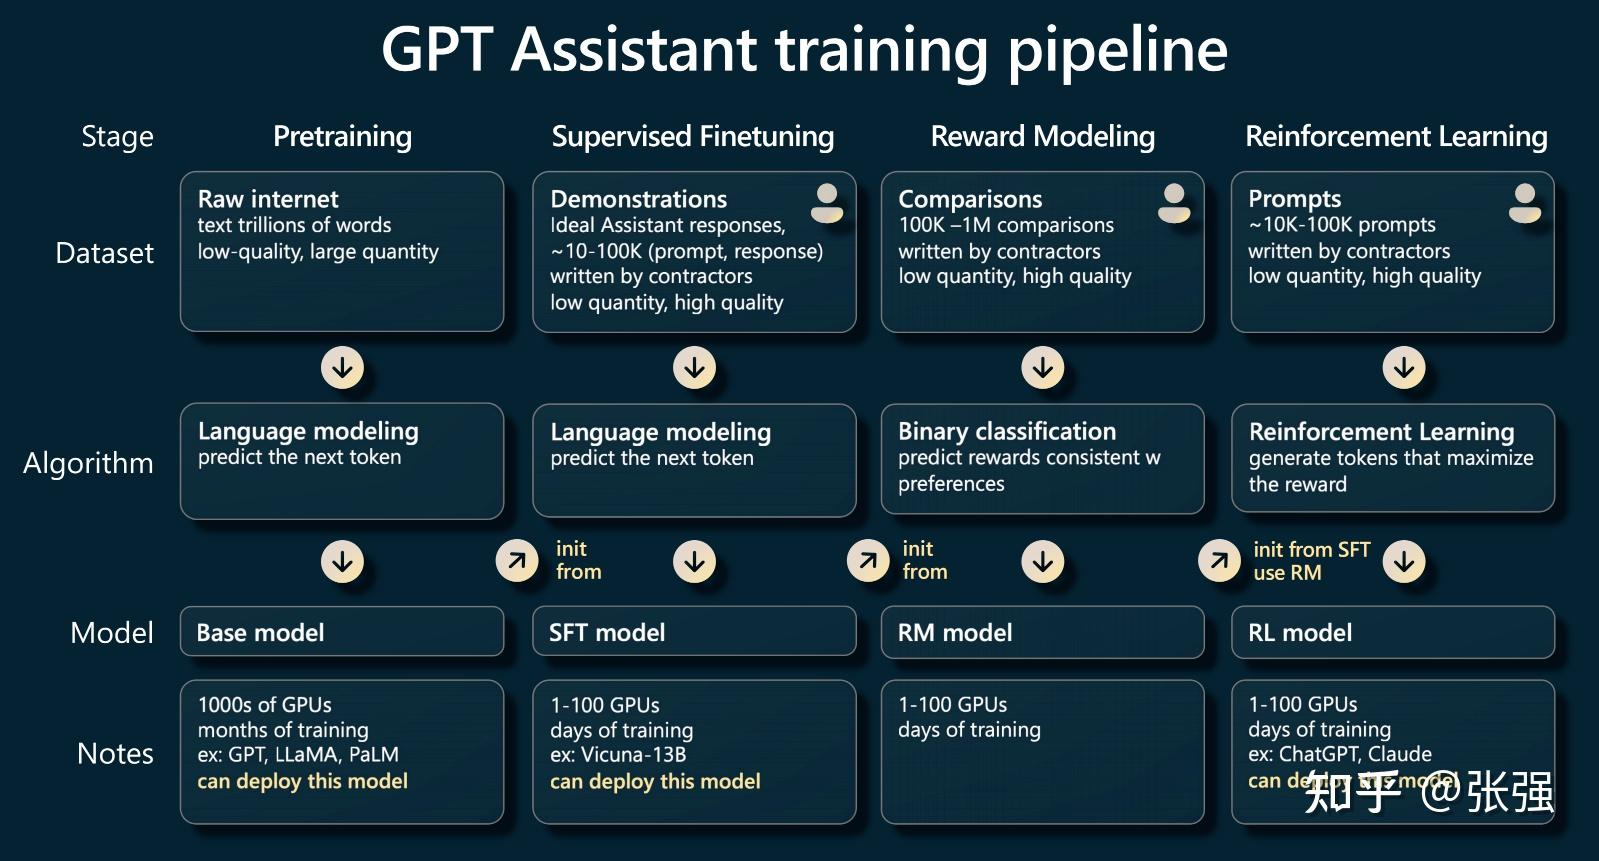 GPT Assistant training pipeline
Stage
Pretraining
Supervised Finetuning
Reward Modeling
Reinforcement Learning
Dataset
Raw internet
text trillions of words
low-quality, large quantity
Demonstrations
Ideal Assistant responses,
~10-100K (prompt, response)
written by contractors
low quantity, high quality
Comparisons
100K –1M comparisons
written by contractors
low quantity, high quality
Prompts
~10K-100K prompts
written by contractors
low quantity, high quality
Algorithm
Language modeling
predict the next token
Language modeling
predict the next token
Binary classification
predict rewards consistent w
preferences
Reinforcement Learning
generate tokens that maximize
the reward
init
from
init
from
init from SFT
use RM
Model
Base model
SFT model
RM model
RL model
Notes
1000s of GPUs
months of training
ex: GPT, LLaMA, PaLM
can deploy this model
1-100 GPUs
days of training
ex: Vicuna-13B
can deploy this model
1-100 GPUs
days of training
1-100 GPUs
days of training
ex: ChatGPT, Claude
can deploy this model
知乎 @张强